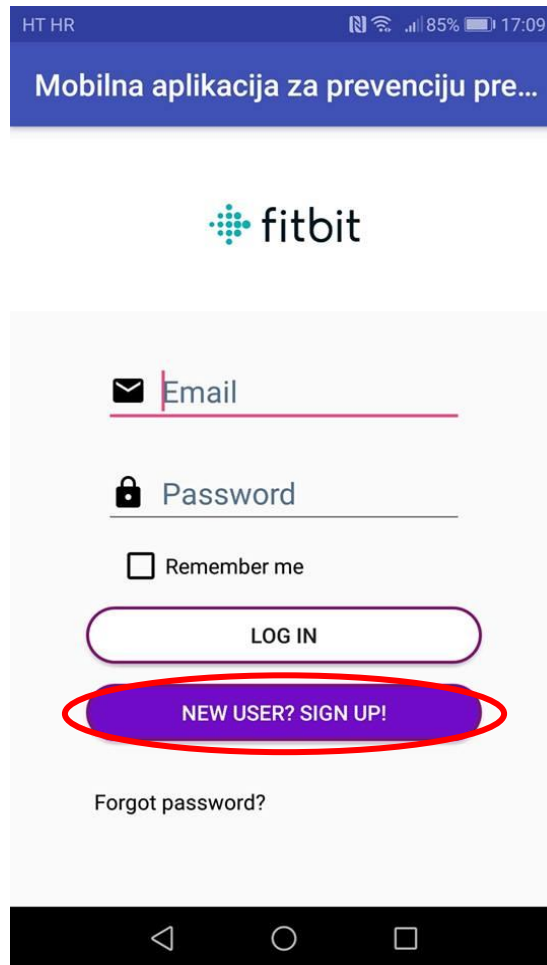 HT HR 85% 17:09
Mobilna aplikacija za prevenciju pre...
fitbit
Email
Password
Remember me
LOG IN
NEW USER? SIGN UP!
Forgot password?